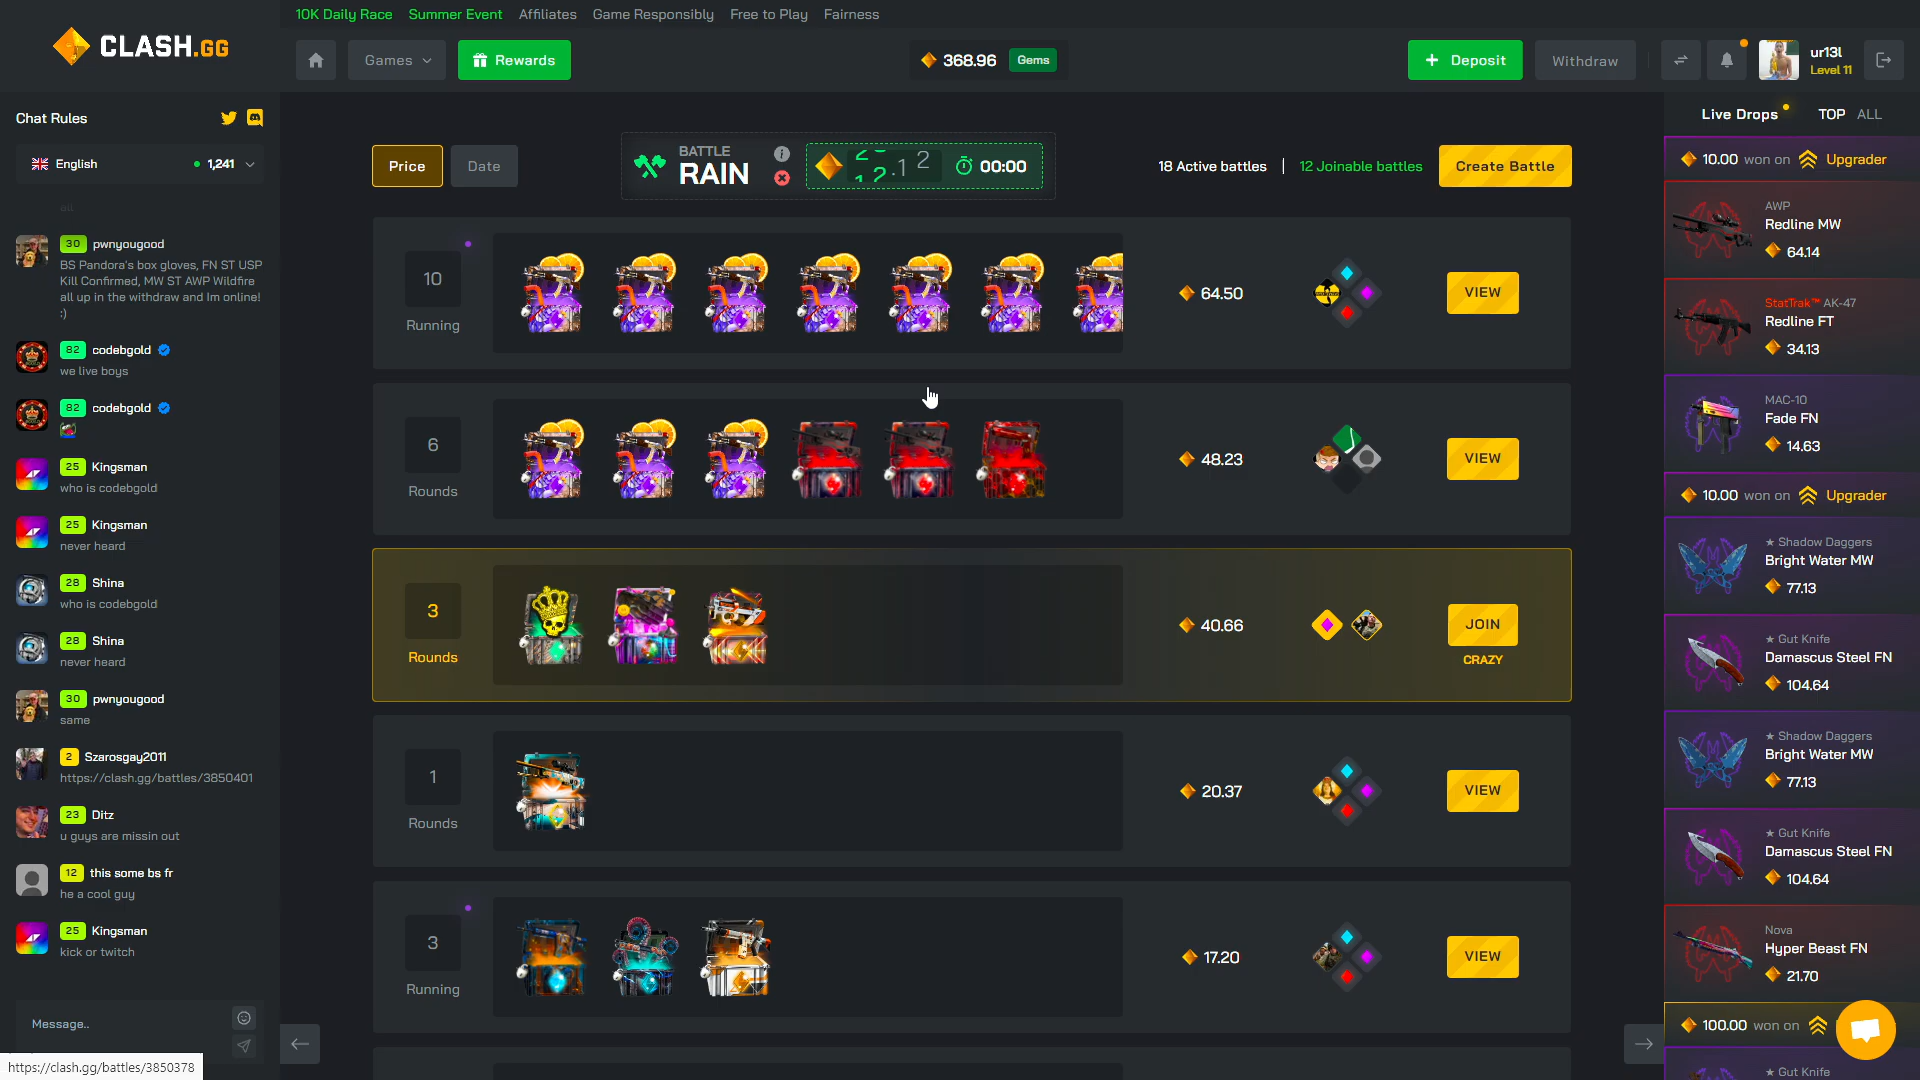 10K Daily Race
Summer Event
Affiliates
Game Responsibly
Free to Play
Fairness
CLASH.GG
Games
Rewards
368.96
Gems
Deposit
Withdraw
ur13l
Level 11
Chat Rules
English
1,241
30 pwnyougood
BS Pandora's box gloves, FN ST USP
Kill Confirmed, MW ST AWP Wildfire
all up in the withdraw and Im online!
:)
82 codebgold
we live boys
82 codebgold
25 Kingsman
who is codebgold
25 Kingsman
never heard
28 Shina
who is codebgold
28 Shina
never heard
30 pwnyougood
same
2 Szarosgay2011
https://clash.gg/battles/3850401
23 Ditz
u guys are missin out
12 this some bs fr
he a cool guy
25 Kingsman
kick or twitch
Message..
https://clash.gg/battles/3850378
Price
Date
BATTLE
RAIN
00:00
18 Active battles
12 Joinable battles
Create Battle
10
Running
64.50
VIEW
6
Rounds
48.23
VIEW
3
Rounds
40.66
JOIN
CRAZY
1
Rounds
20.37
VIEW
3
Running
17.20
VIEW
Live Drops
TOP
ALL
10.00 won on Upgrader
AWP
Redline MW
64.14
StatTrak™ AK-47
Redline FT
34.13
MAC-10
Fade FN
14.63
10.00 won on Upgrader
★ Shadow Daggers
Bright Water MW
77.13
★ Gut Knife
Damascus Steel FN
104.64
★ Shadow Daggers
Bright Water MW
77.13
★ Gut Knife
Damascus Steel FN
104.64
Nova
Hyper Beast FN
21.70
100.00 won on
★ Gut Knife